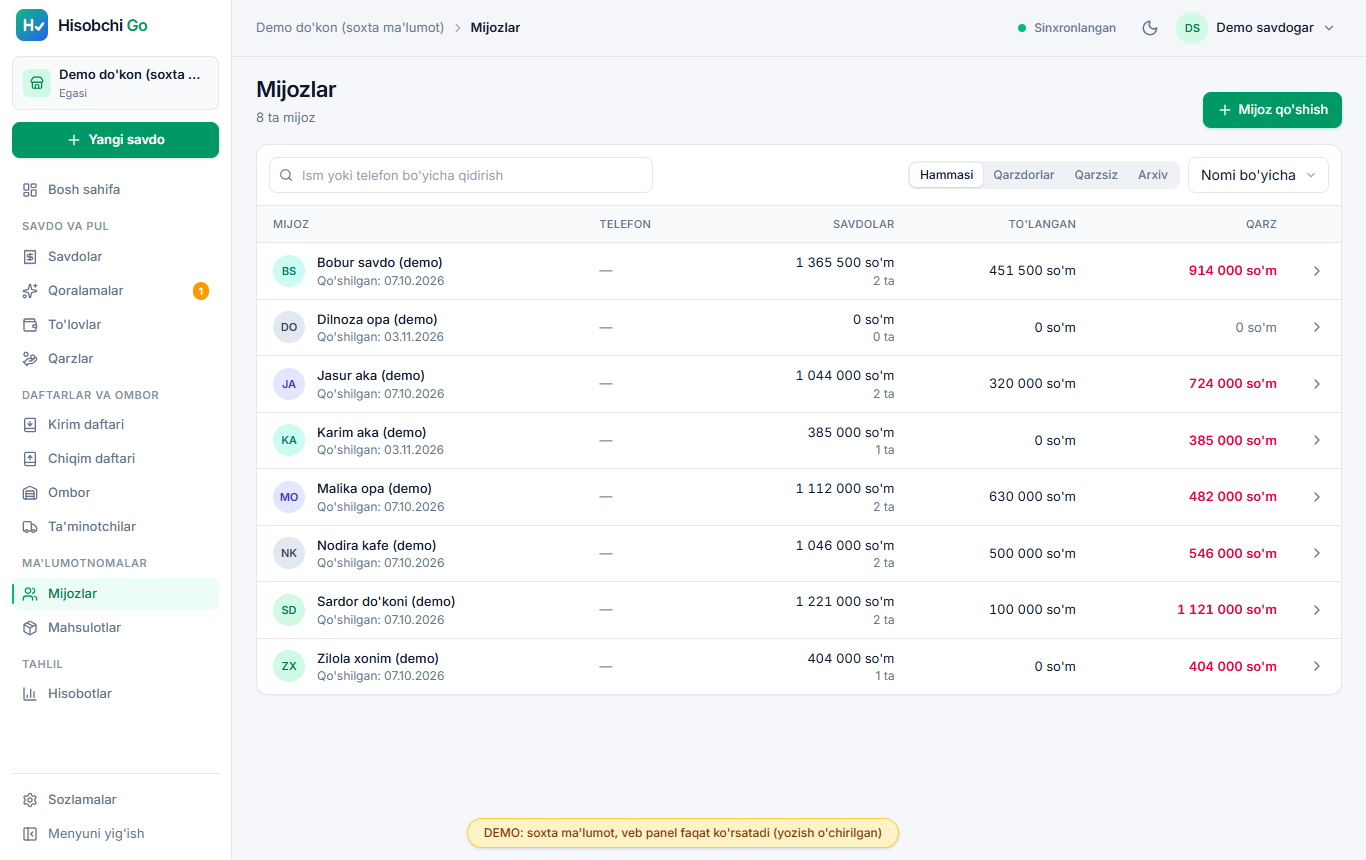 H Hisobchi Go
Demo do'kon (soxta ...
Egasi
+ Yangi savdo
Bosh sahifa
SAVDO VA PUL
Savdolar
Qoralamalar 1
To'lovlar
Qarzlar
DAFTARLAR VA OMBOR
Kirim daftari
Chiqim daftari
Ombor
Ta'minotchilar
MA'LUMOTNOMALAR
Mijozlar
Mahsulotlar
TAHLIL
Hisobotlar
Sozlamalar
Menyuni yig'ish
Demo do'kon (soxta ma'lumot) > Mijozlar
Sinxronlangan
DS Demo savdogar
Mijozlar
8 ta mijoz
+ Mijoz qo'shish
Ism yoki telefon bo'yicha qidirish
Hammasi Qarzdorlar Qarzsiz Arxiv
Nomi bo'yicha
MIJOZ TELEFON SAVDOLAR TO'LANGAN QARZ
BS Bobur savdo (demo) — 1 365 500 so'm 451 500 so'm 914 000 so'm
Qo'shilgan: 07.10.2026 2 ta
DO Dilnoza opa (demo) — 0 so'm 0 so'm 0 so'm
Qo'shilgan: 03.11.2026 0 ta
JA Jasur aka (demo) — 1 044 000 so'm 320 000 so'm 724 000 so'm
Qo'shilgan: 07.10.2026 2 ta
KA Karim aka (demo) — 385 000 so'm 0 so'm 385 000 so'm
Qo'shilgan: 03.11.2026 1 ta
MO Malika opa (demo) — 1 112 000 so'm 630 000 so'm 482 000 so'm
Qo'shilgan: 07.10.2026 2 ta
NK Nodira kafe (demo) — 1 046 000 so'm 500 000 so'm 546 000 so'm
Qo'shilgan: 07.10.2026 2 ta
SD Sardor do'koni (demo) — 1 221 000 so'm 100 000 so'm 1 121 000 so'm
Qo'shilgan: 07.10.2026 2 ta
ZX Zilola xonim (demo) — 404 000 so'm 0 so'm 404 000 so'm
Qo'shilgan: 07.10.2026 1 ta
DEMO: soxta ma'lumot, veb panel faqat ko'rsatadi (yozish o'chirilgan)